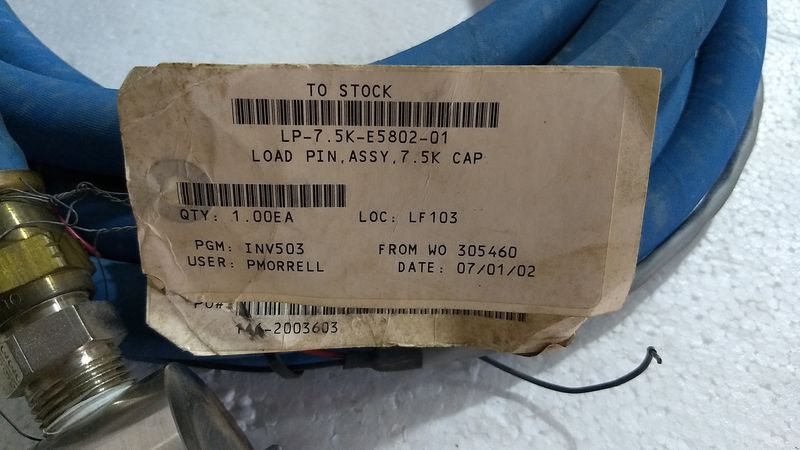 TO STOCK
LP-7.5K-E5802-01
LOAD PIN,ASSY,7.5K CAP
QTY: 1.00EA LOC: LF103
PGM: INV503 FROM WO 305460
USER: PMORRELL DATE: 07/01/02
PO#
-2003603